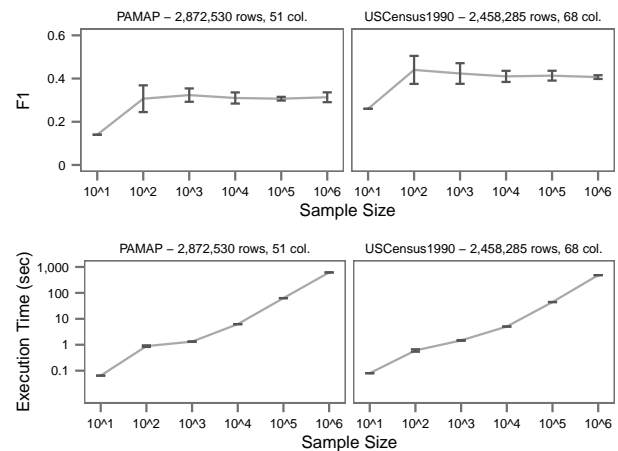 PAMAP − 2,872,530 rows, 51 col.
USCensus1990 − 2,458,285 rows, 68 col.
F1
0.6
0.4
0.2
0
10^1 10^2 10^3 10^4 10^5 10^6
10^1 10^2 10^3 10^4 10^5 10^6
Sample Size
PAMAP − 2,872,530 rows, 51 col.
USCensus1990 − 2,458,285 rows, 68 col.
Execution Time (sec)
1,000
100
10
1
0.1
10^1 10^2 10^3 10^4 10^5 10^6
10^1 10^2 10^3 10^4 10^5 10^6
Sample Size